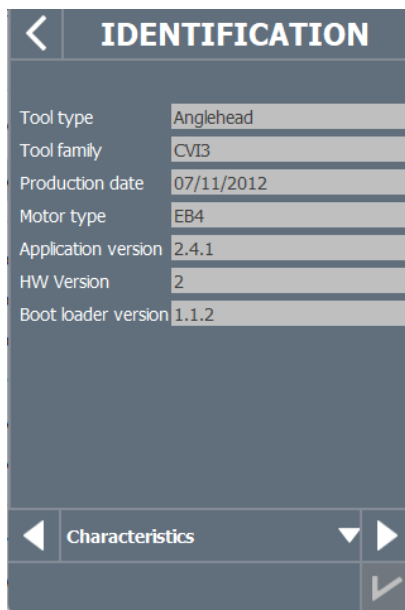 IDENTIFICATION
Tool type Anglehead
Tool family CVI3
Production date 07/11/2012
Motor type EB4
Application version 2.4.1
HW Version 2
Boot loader version 1.1.2
Characteristics